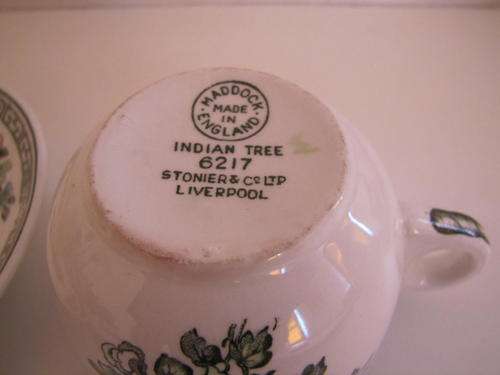 MADDOCK
MADE
IN
ENGLAND
INDIAN TREE
6217
STONIER & Co LTD
LIVERPOOL